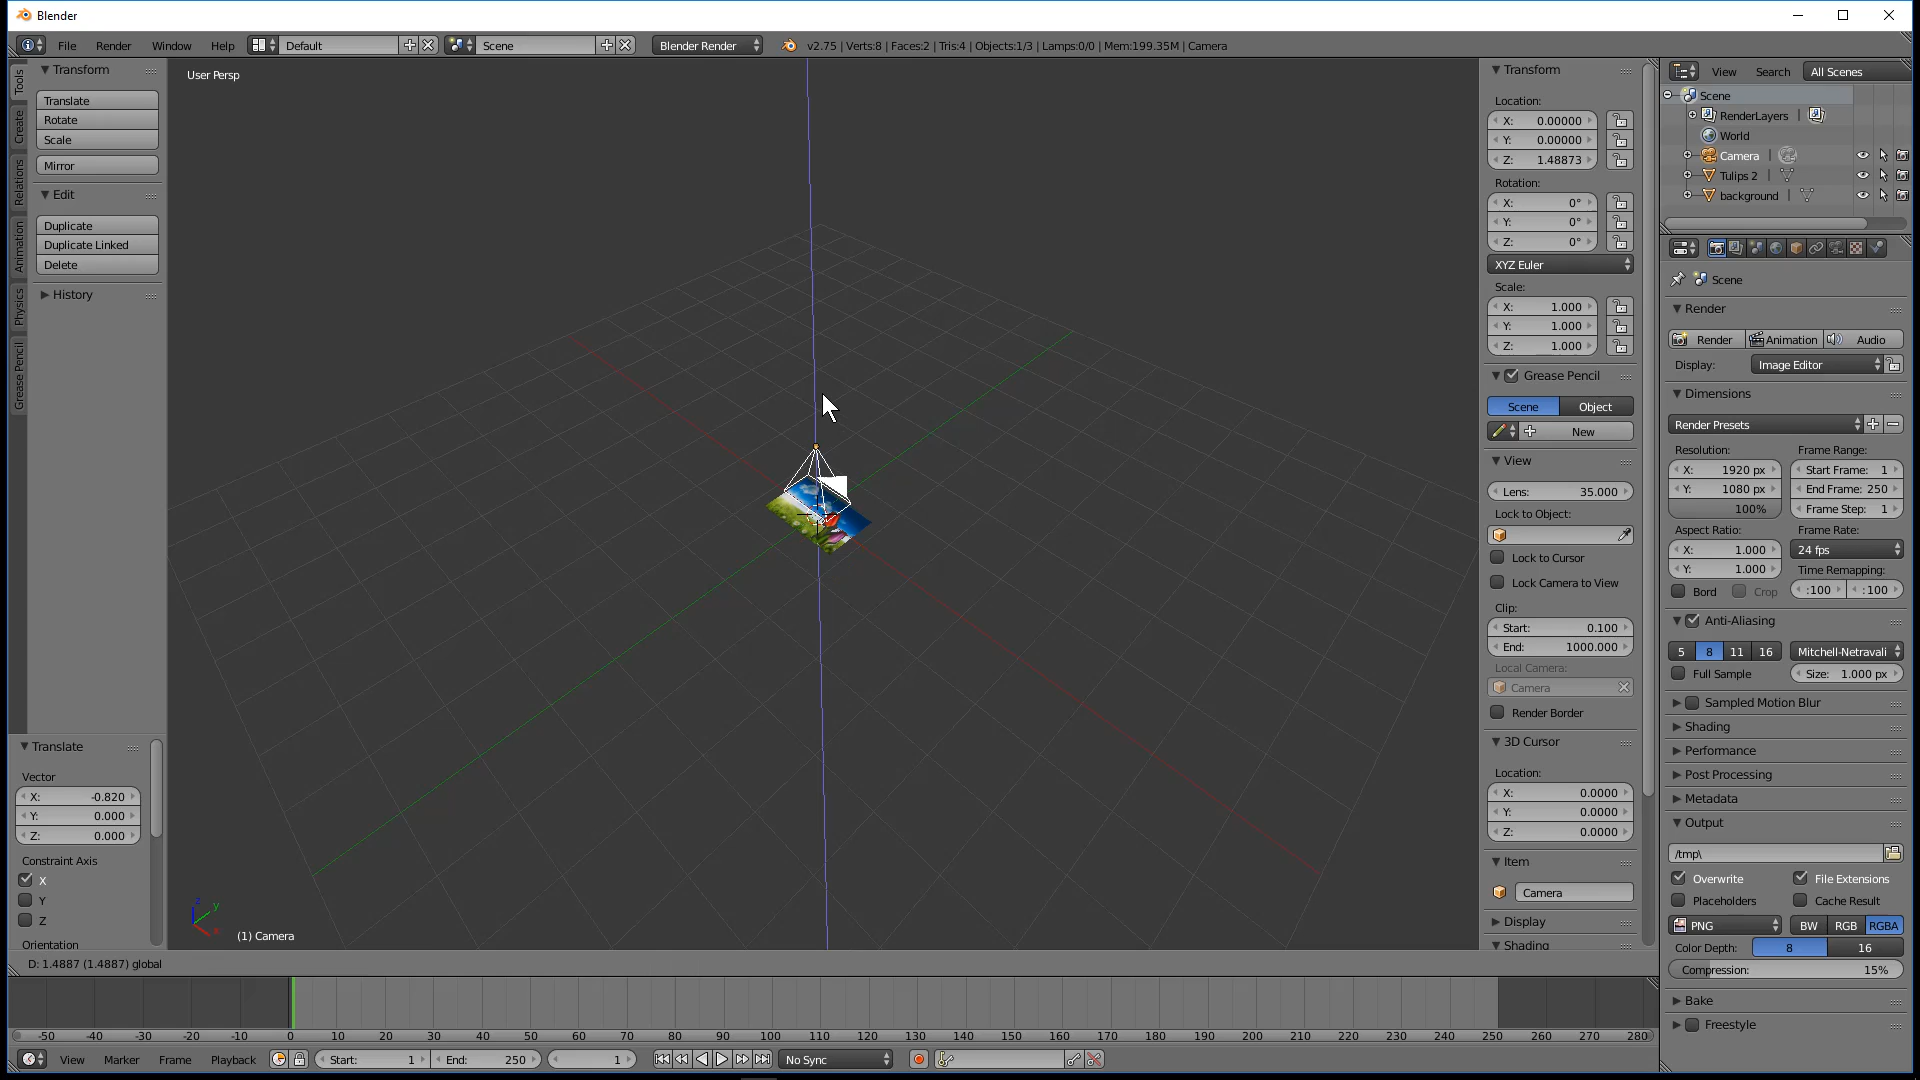 Blender
File Render Window Help Default Scene Blender Render v2.75 | Verts:8 | Faces:2 | Tris:4 | Objects:1/3 | Lamps:0/0 | Mem:199.35M | Camera
Tools
Create
Relations
Animation
Physics
Grease Pencil
Transform
Translate
Rotate
Scale
Mirror
Edit
Duplicate
Duplicate Linked
Delete
History
Translate
Vector
X: -0.820
Y: 0.000
Z: 0.000
Constraint Axis
X
Y
Z
Orientation
User Persp
z
y
x
(1) Camera
D: 1.4887 (1.4887) global
Transform
Location:
X: 0.00000
Y: 0.00000
Z: 1.48873
Rotation:
X: 0°
Y: 0°
Z: 0°
XYZ Euler
Scale:
X: 1.000
Y: 1.000
Z: 1.000
Grease Pencil
Scene Object
New
View
Lens: 35.000
Lock to Object:
Lock to Cursor
Lock Camera to View
Clip:
Start: 0.100
End: 1000.000
Local Camera:
Camera
Render Border
3D Cursor
Location:
X: 0.0000
Y: 0.0000
Z: 0.0000
Item
Camera
Display
Shading
View Search All Scenes
Scene
RenderLayers
World
Camera
Tulips 2
background
Scene
Render
Render Animation Audio
Display: Image Editor
Dimensions
Render Presets
Resolution: Frame Range:
X: 1920 px Start Frame: 1
Y: 1080 px End Frame: 250
100% Frame Step: 1
Aspect Ratio: Frame Rate:
X: 1.000 24 fps
Y: 1.000 Time Remapping:
Bord Crop :100 :100
Anti-Aliasing
5 8 11 16 Mitchell-Netravali
Full Sample Size: 1.000 px
Sampled Motion Blur
Shading
Performance
Post Processing
Metadata
Output
/tmp\
Overwrite File Extensions
Placeholders Cache Result
PNG BW RGB RGBA
Color Depth: 8 16
Compression: 15%
Bake
Freestyle
-50 -40 -30 -20 -10 0 10 20 30 40 50 60 70 80 90 100 110 120 130 140 150 160 170 180 190 200 210 220 230 240 250 260 270 280
View Marker Frame Playback Start: 1 End: 250 1 No Sync